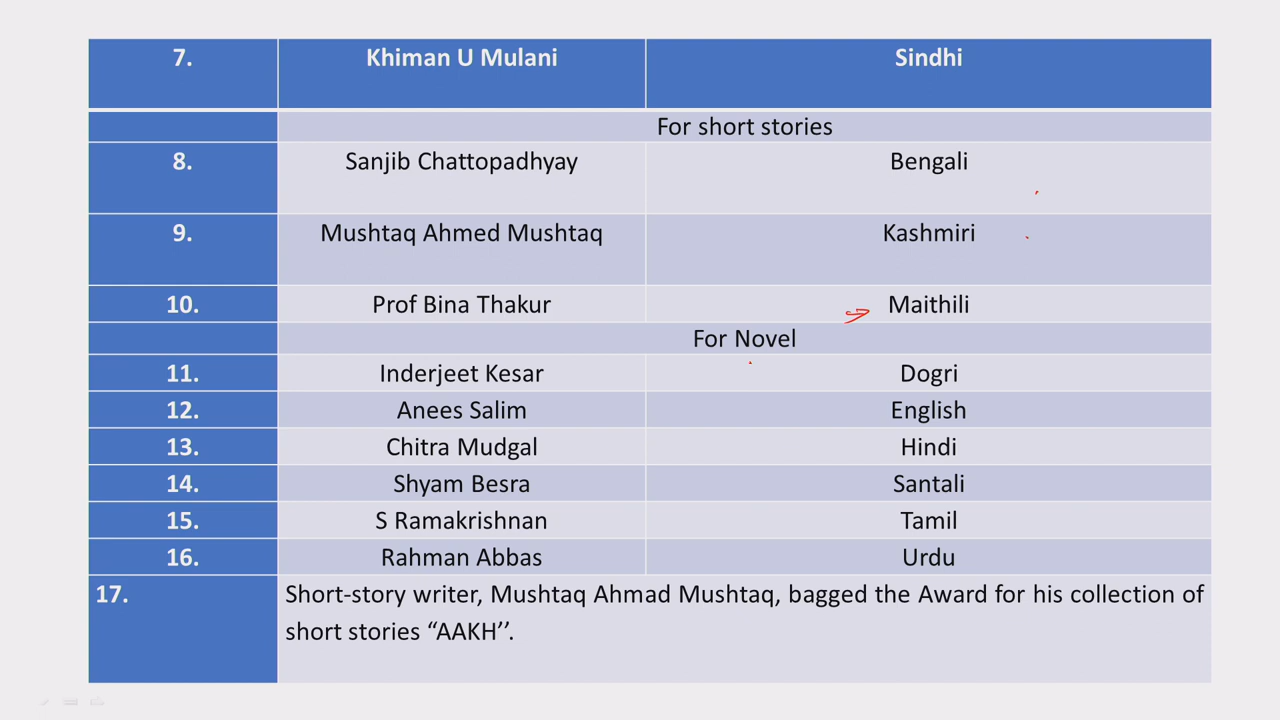 7. Khiman U Mulani Sindhi
For short stories
8. Sanjib Chattopadhyay Bengali
9. Mushtaq Ahmed Mushtaq Kashmiri
10. Prof Bina Thakur Maithili
For Novel
11. Inderjeet Kesar Dogri
12. Anees Salim English
13. Chitra Mudgal Hindi
14. Shyam Besra Santali
15. S Ramakrishnan Tamil
16. Rahman Abbas Urdu
17. Short-story writer, Mushtaq Ahmad Mushtaq, bagged the Award for his collection of
short stories “AAKH’’.